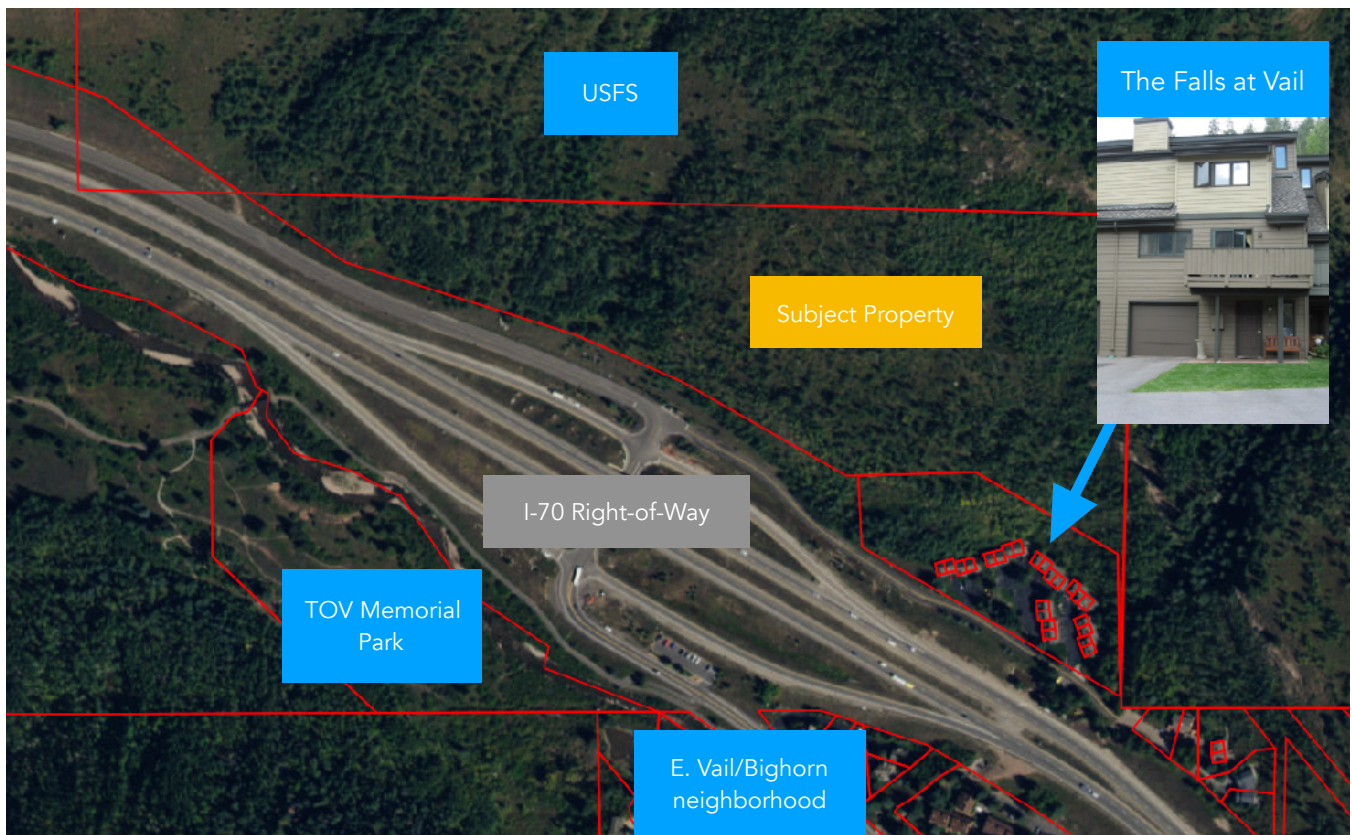 USFS
The Falls at Vail
Subject Property
I-70 Right-of-Way
TOV Memorial
Park
E. Vail/Bighorn
neighborhood